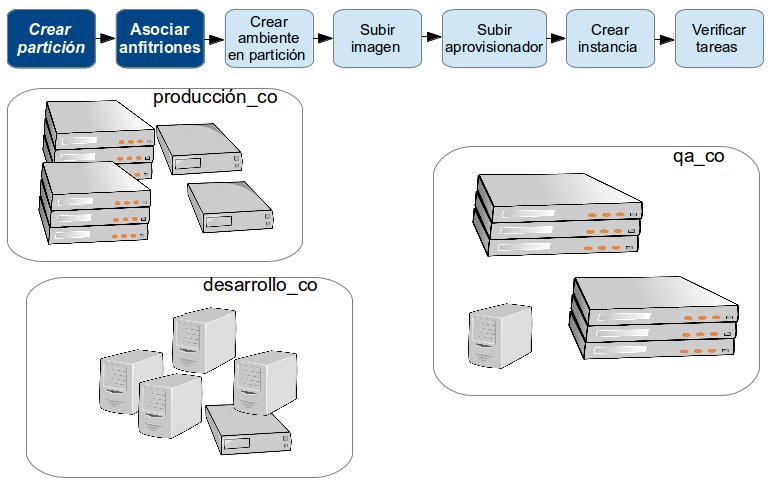 Crear
partición
Asociar
anfitriones
Crear
ambiente
en partición
Subir
imagen
Subir
aprovisionador
Crear
instancia
Verificar
tareas
producción_co
qa_co
desarrollo_co